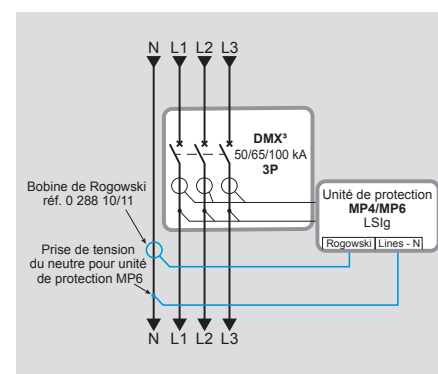 N L1 L2 L3
DMX³
50/65/100 kA
3P
Bobine de Rogowski
réf. 0 288 10/11
Unité de protection
MP4/MP6
LSIg
Rogowski Lines - N
Prise de tension
du neutre pour unité
de protection MP6
N L1 L2 L3